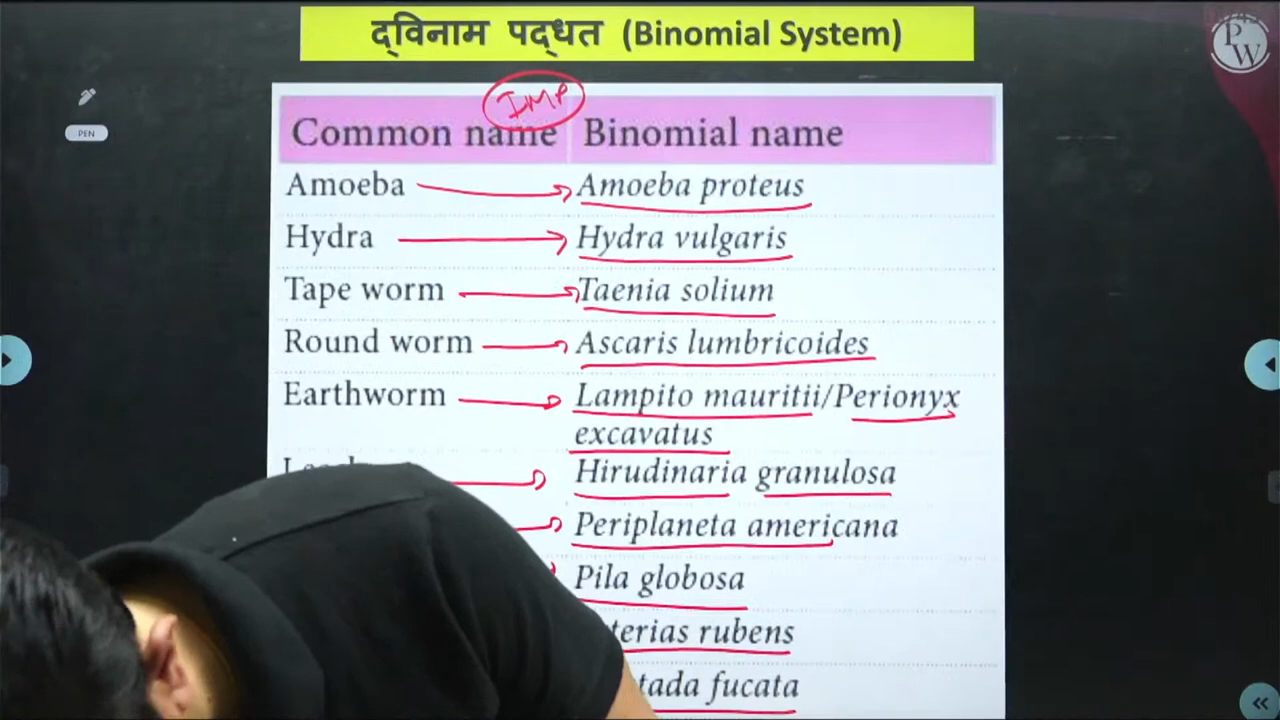 द्विनाम पद्धत (Binomial System)
PW
IMP
PEN
Common name Binomial name
Amoeba Amoeba proteus
Hydra Hydra vulgaris
Tape worm Taenia solium
Round worm Ascaris lumbricoides
Earthworm Lampito mauritii/Perionyx
excavatus
Hirudinaria granulosa
Periplaneta americana
Pila globosa
terias rubens
tada fucata